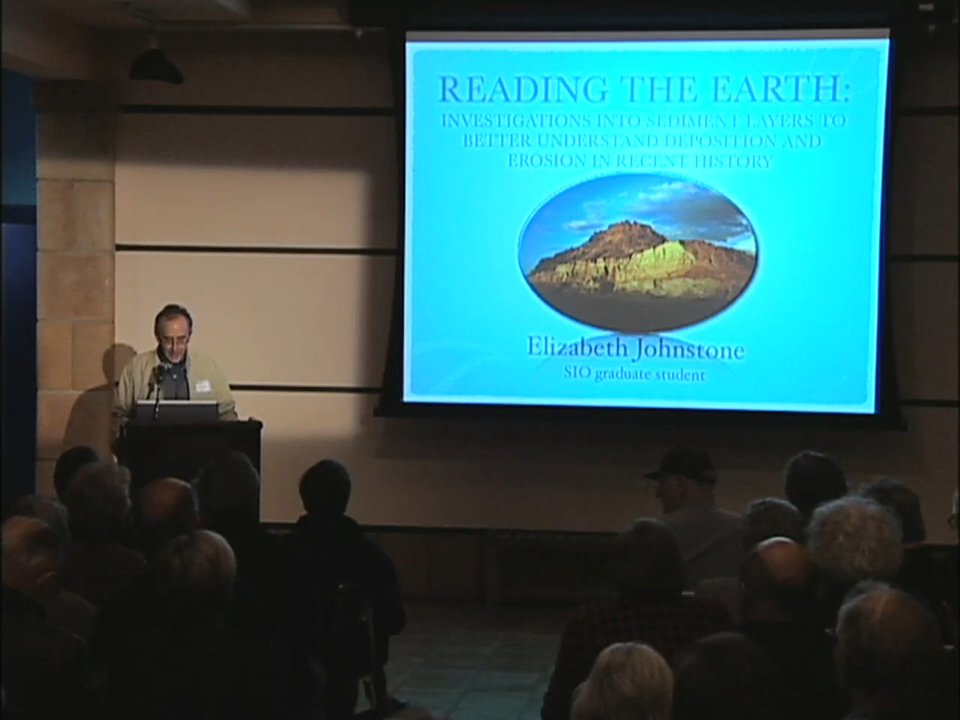 READING THE EARTH:
INVESTIGATIONS INTO SEDIMENT LAYERS TO
BETTER UNDERSTAND DEPOSITION AND
EROSION IN RECENT HISTORY
Elizabeth Johnstone
SIO graduate student